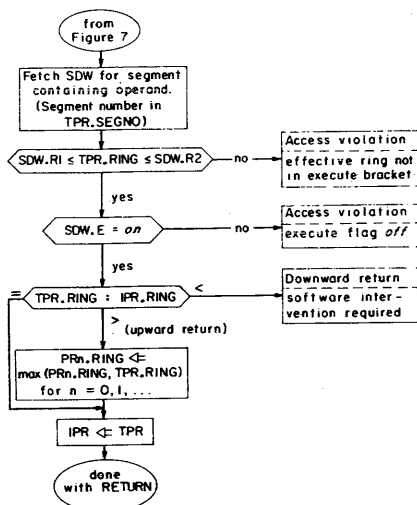 from
Figure 7
Fetch SDW for segment
containing operand.
(Segment number in
TPR.SEGNO)
SDW.R1 ≤ TPR.RING ≤ SDW.R2
no
Access violation
effective ring not
in execute bracket
yes
SDW.E = on
no
Access violation
execute flag off
yes
= TPR.RING : IPR.RING <
Downward return
software inter-
vention required
> (upward return)
PRn.RING ⇐
max (PRn.RING, TPR.RING)
for n = 0,1, ...
IPR ⇐ TPR
done
with RETURN